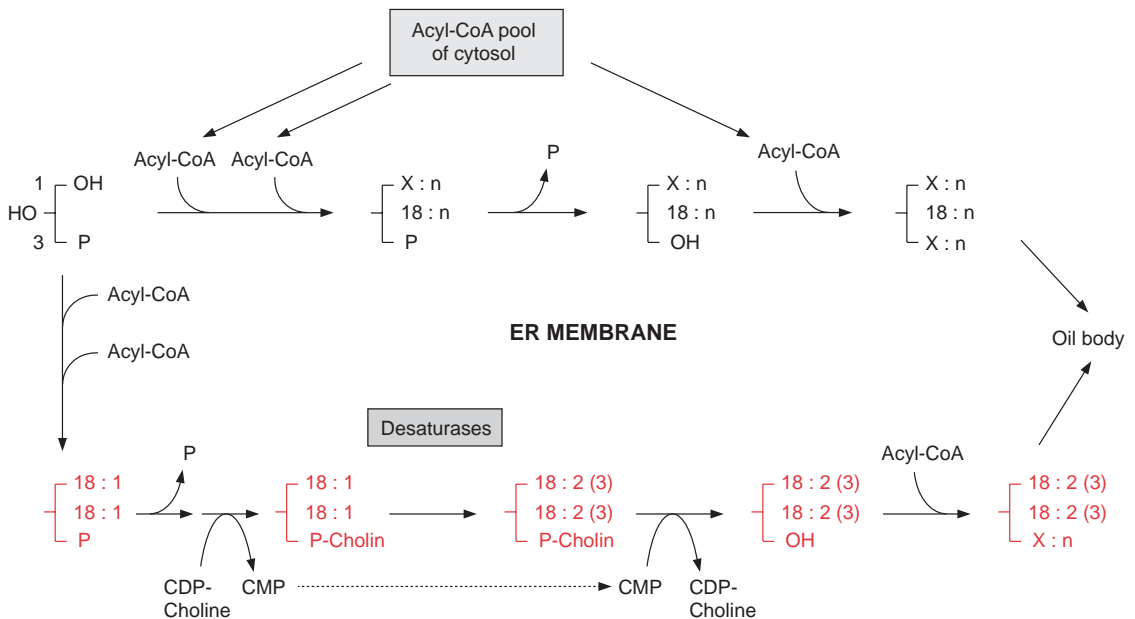 Acyl-CoA pool
of cytosol
Acyl-CoA Acyl-CoA
P
Acyl-CoA
1 OH
HO
3 P
X : n
18 : n
P
X : n
18 : n
OH
X : n
18 : n
X : n
Acyl-CoA
Acyl-CoA
ER MEMBRANE
Oil body
Desaturases
P
Acyl-CoA
18 : 1
18 : 1
P
18 : 1
18 : 1
P-Cholin
18 : 2 (3)
18 : 2 (3)
P-Cholin
18 : 2 (3)
18 : 2 (3)
OH
18 : 2 (3)
18 : 2 (3)
X : n
CDP-
Choline
CMP
CMP
CDP-
Choline